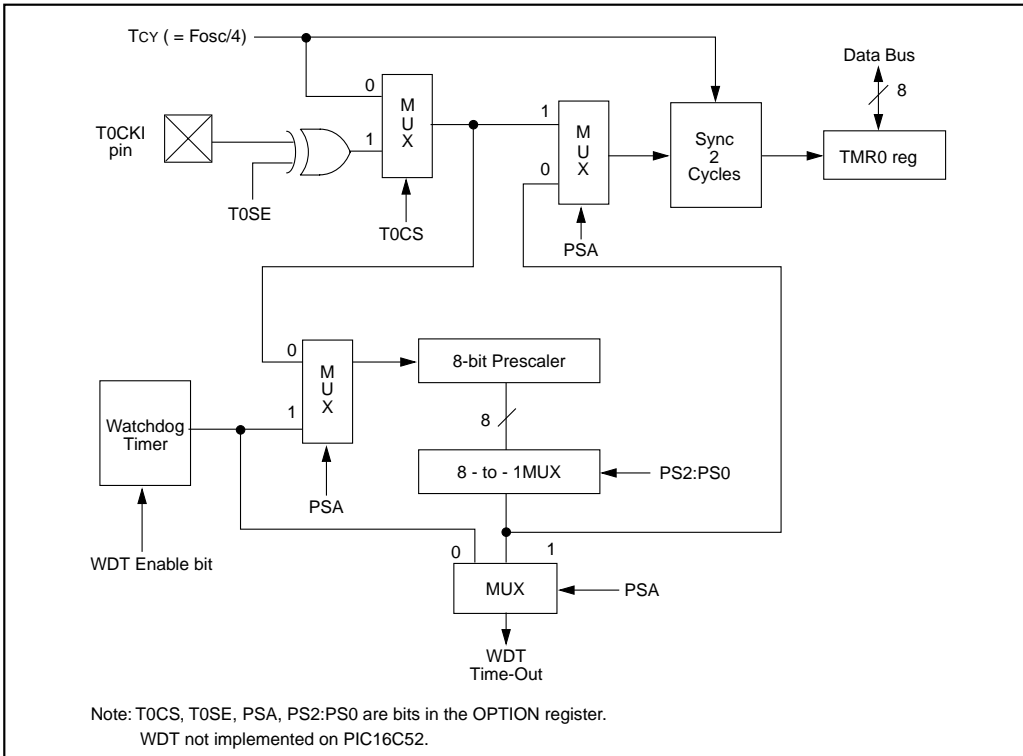 TCY ( = Fosc/4)
Data Bus
0
M
U
X
8
T0CKI
pin
1
1
M
U
X
0
Sync
2
Cycles
TMR0 reg
T0SE
T0CS
PSA
0
M
U
X
8-bit Prescaler
1
Watchdog
Timer
8
8 - to - 1MUX
PS2:PS0
PSA
WDT Enable bit
0
1
MUX
PSA
WDT
Time-Out
Note: T0CS, T0SE, PSA, PS2:PS0 are bits in the OPTION register.
WDT not implemented on PIC16C52.